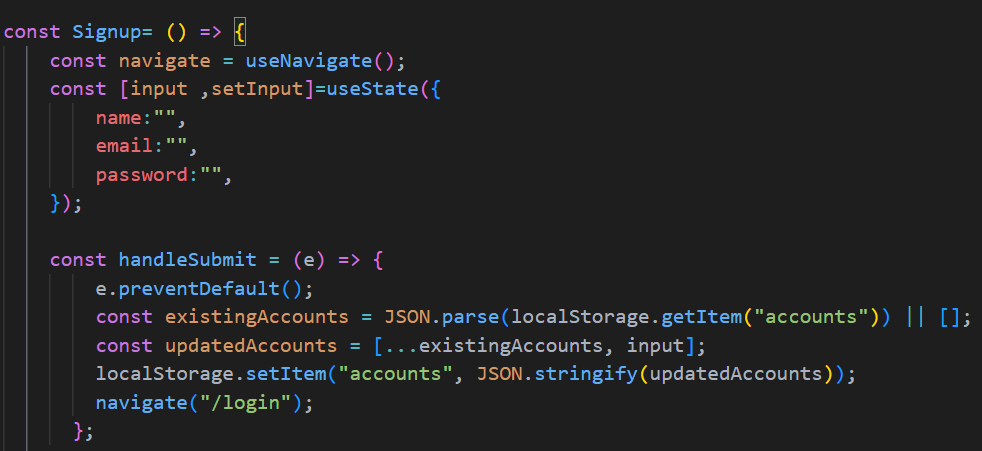 const Signup= () => {
    const navigate = useNavigate();
    const [input ,setInput]=useState({
        name:"",
        email:"",
        password:"",
    });

    const handleSubmit = (e) => {
        e.preventDefault();
        const existingAccounts = JSON.parse(localStorage.getItem("accounts")) || [];
        const updatedAccounts = [...existingAccounts, input];
        localStorage.setItem("accounts", JSON.stringify(updatedAccounts));
        navigate("/login");
      };